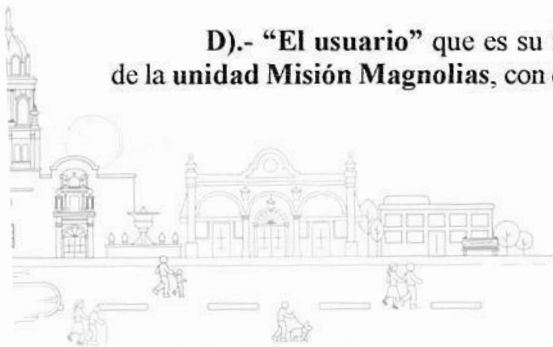 D).- “El usuario” que es su
de la unidad Misión Magnolias, con